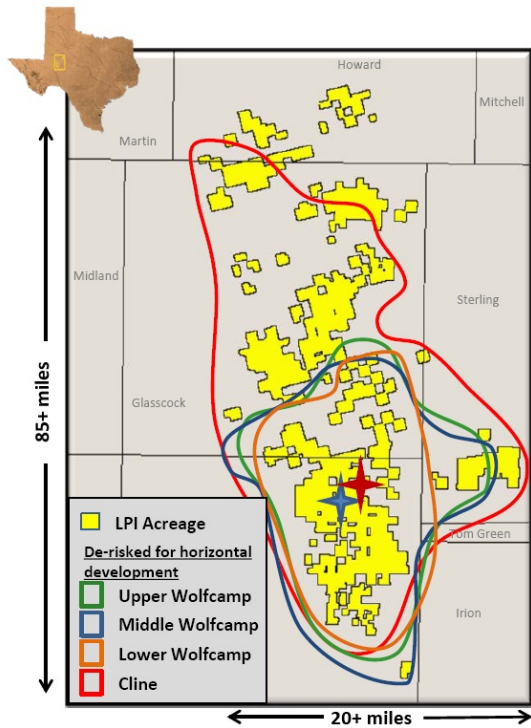 Howard
Mitchell
Martin
Midland
Sterling
Glasscock
85+ miles
LPI Acreage
De-risked for horizontal
development
Upper Wolfcamp
Middle Wolfcamp
Lower Wolfcamp
Cline
Tom Green
Irion
20+ miles